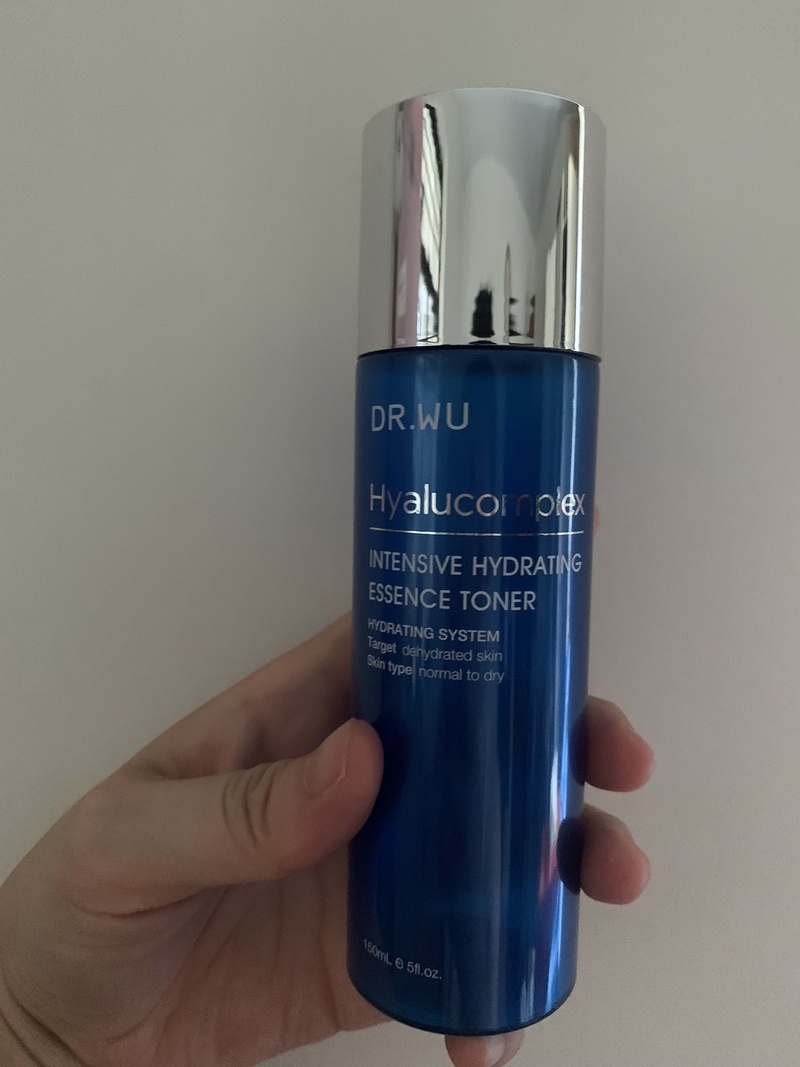 DR.WU
Hyalucomplex
INTENSIVE HYDRATING
ESSENCE TONER
HYDRATING SYSTEM
Target dehydrated skin
Skin type normal to dry
150mL ℮ 5fl.oz.